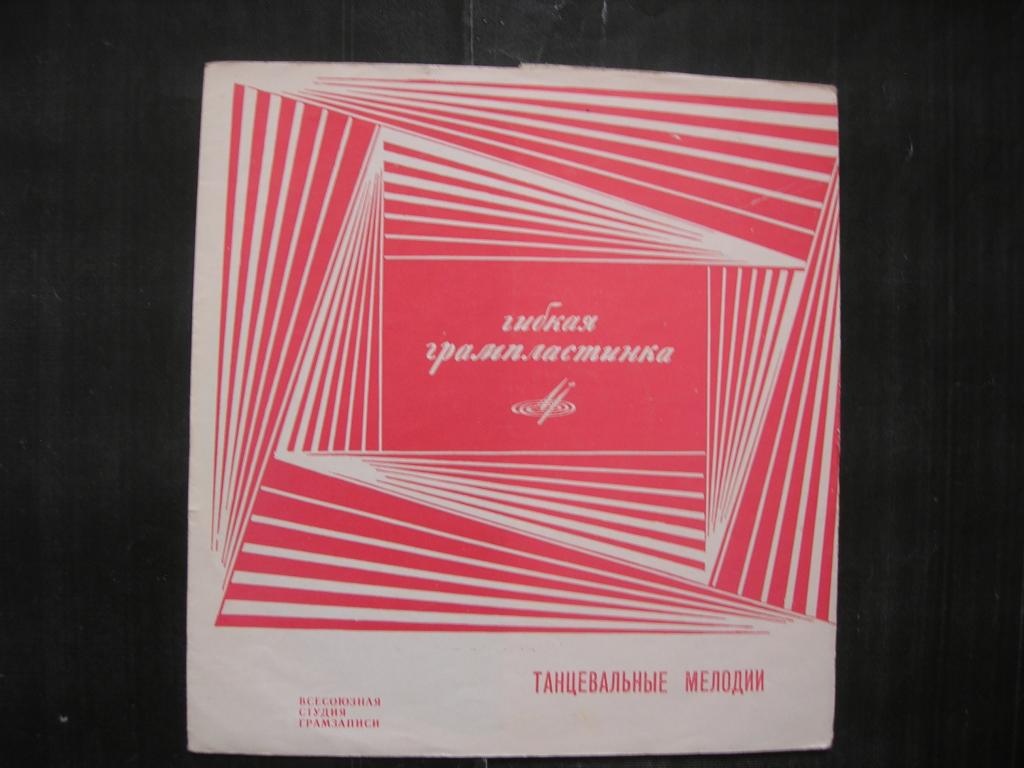 гибкая
грампластинка
ТАНЦЕВАЛЬНЫЕ МЕЛОДИИ
ВСЕСОЮЗНАЯ
СТУДИЯ
ГРАМЗАПИСИ